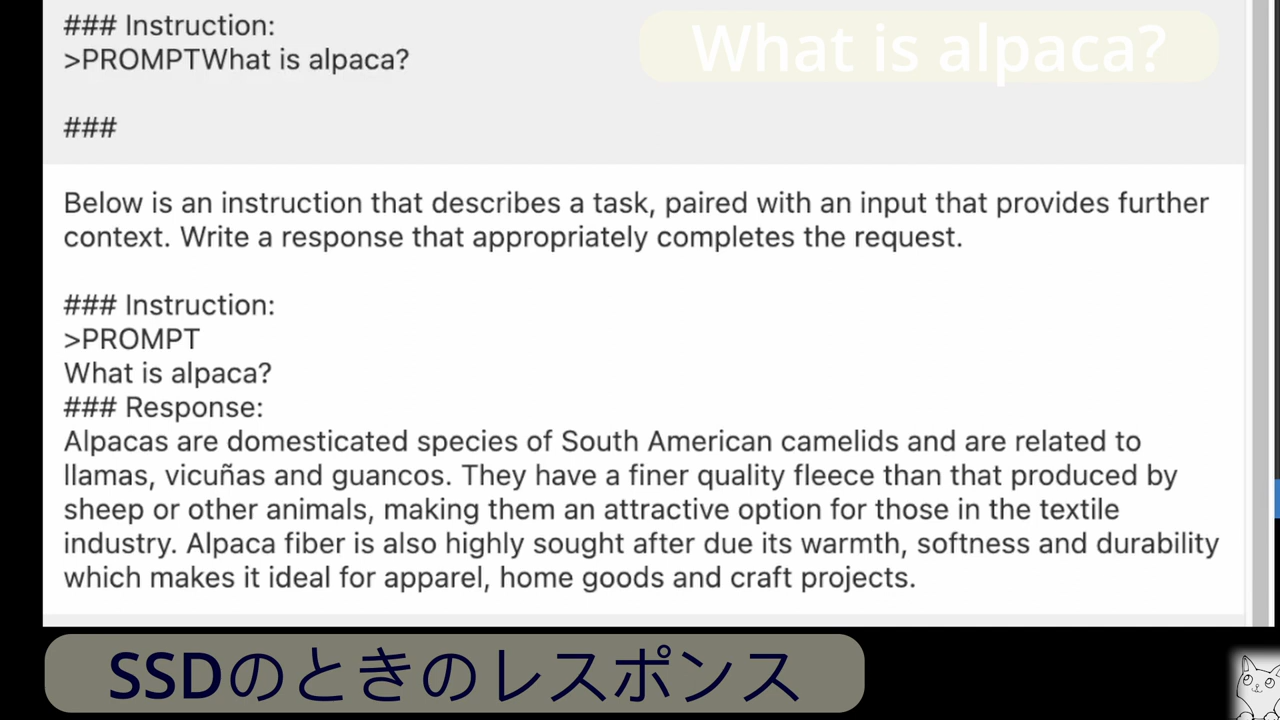 ### Instruction:
>PROMPTWhat is alpaca?
What is alpaca?
###
Below is an instruction that describes a task, paired with an input that provides further
context. Write a response that appropriately completes the request.
### Instruction:
>PROMPT
What is alpaca?
### Response:
Alpacas are domesticated species of South American camelids and are related to
llamas, vicuñas and guancos. They have a finer quality fleece than that produced by
sheep or other animals, making them an attractive option for those in the textile
industry. Alpaca fiber is also highly sought after due its warmth, softness and durability
which makes it ideal for apparel, home goods and craft projects.
SSDのときのレスポンス